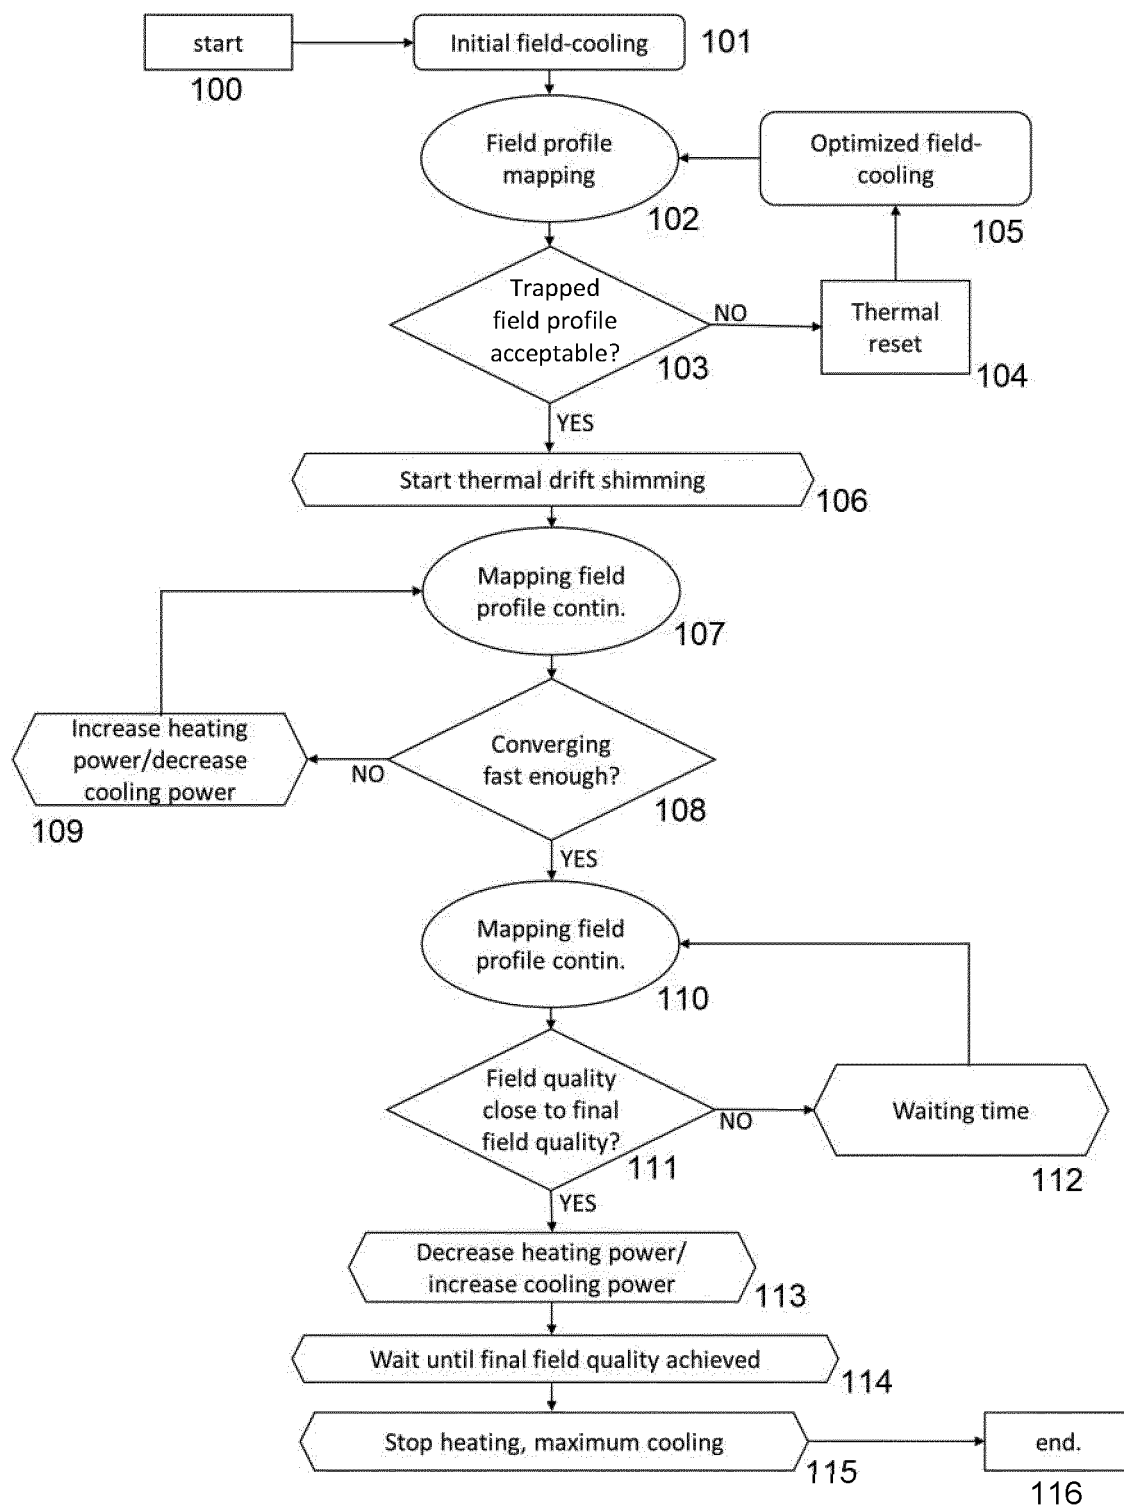 start
100
Initial field-cooling
101
Field profile
mapping
102
Optimized field-
cooling
105
Trapped
field profile
acceptable?
103
NO
Thermal
reset
104
YES
Start thermal drift shimming
106
Mapping field
profile contin.
107
Increase heating
power/decrease
cooling power
109
NO
Converging
fast enough?
108
YES
Mapping field
profile contin.
110
Field quality
close to final
field quality?
111
NO
Waiting time
112
YES
Decrease heating power/
increase cooling power
113
Wait until final field quality achieved
114
Stop heating, maximum cooling
115
end.
116